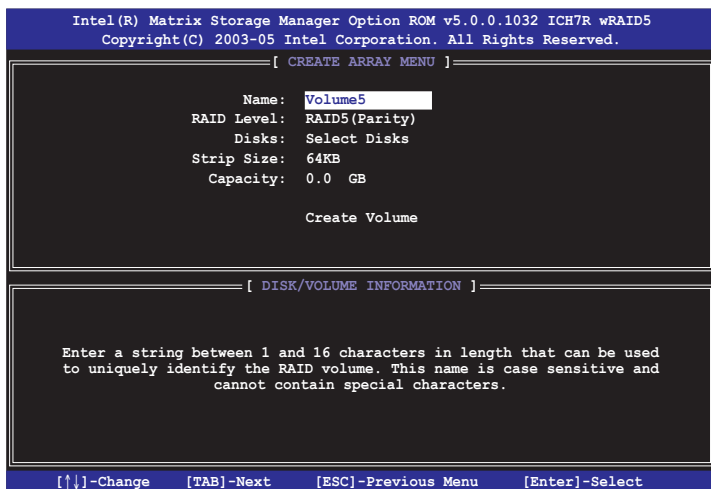 Intel(R) Matrix Storage Manager Option ROM v5.0.0.1032 ICH7R wRAID5
Copyright(C) 2003-05 Intel Corporation. All Rights Reserved.
[ CREATE ARRAY MENU ]
Name: Volume5
RAID Level: RAID5(Parity)
Disks: Select Disks
Strip Size: 64KB
Capacity: 0.0 GB
Create Volume
[ DISK/VOLUME INFORMATION ]
Enter a string between 1 and 16 characters in length that can be used
to uniquely identify the RAID volume. This name is case sensitive and
cannot contain special characters.
[↑↓]-Change [TAB]-Next [ESC]-Previous Menu [Enter]-Select